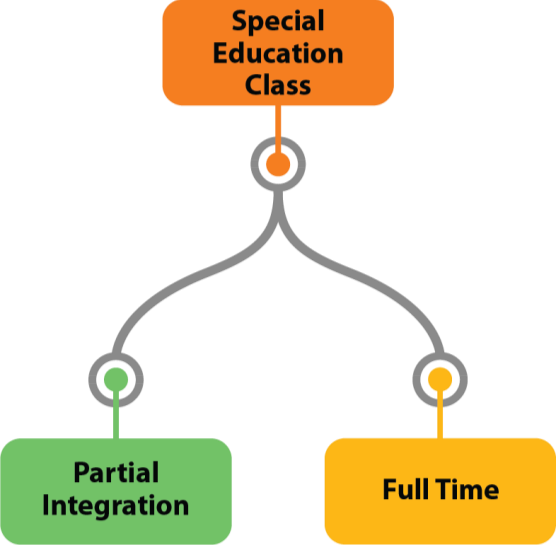 Special
Education
Class
Partial
Integration
Full Time